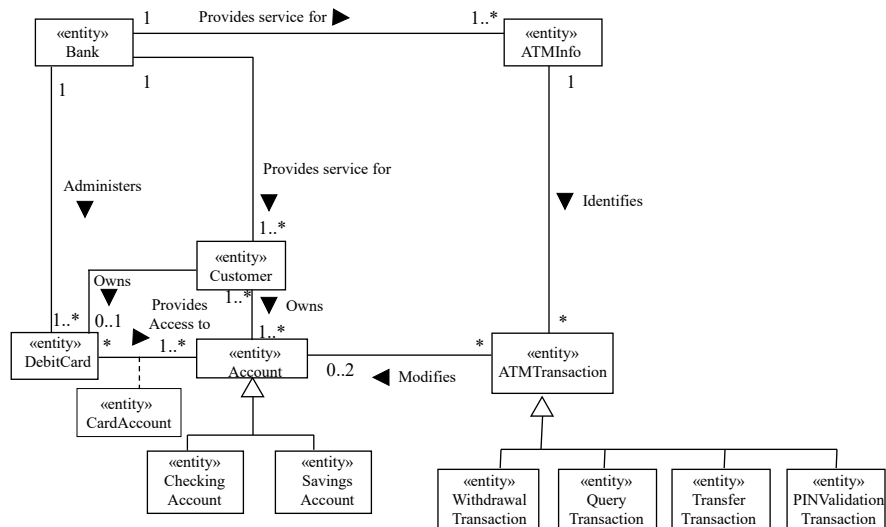 «entity»
Bank
1
Provides service for
1..*
«entity»
ATMInfo
1
1
1
Administers
Provides service for
Identifies
1..*
«entity»
Customer
Owns
1..*
Owns
Provides
Access to
1..*
0..1
*
1..*
1..*
*
«entity»
DebitCard
«entity»
Account
0..2
Modifies
*
«entity»
ATMTransaction
«entity»
CardAccount
«entity»
Checking
Account
«entity»
Savings
Account
«entity»
Withdrawal
Transaction
«entity»
Query
Transaction
«entity»
Transfer
Transaction
«entity»
PINValidation
Transaction